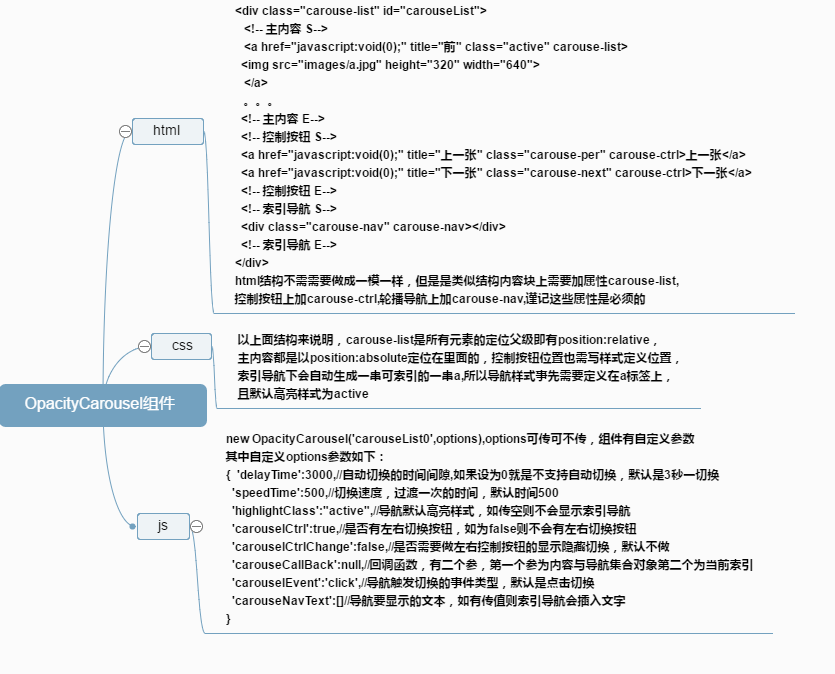 <div class="carouse-list" id="carouseList">
<!-- 主内容 S-->
<a href="javascript:void(0);" title="前" class="active" carouse-list>
<img src="images/a.jpg" height="320" width="640">
</a>
。。。
<!-- 主内容 E-->
<!-- 控制按钮 S-->
<a href="javascript:void(0);" title="上一张" class="carouse-per" carouse-ctrl>上一张</a>
<a href="javascript:void(0);" title="下一张" class="carouse-next" carouse-ctrl>下一张</a>
<!-- 控制按钮 E-->
<!-- 索引导航 S-->
<div class="carouse-nav" carouse-nav></div>
<!-- 索引导航 E-->
</div>
html结构不需需要做成一模一样，但是是类似结构内容块上需要加属性carouse-list,
控制按钮上加carouse-ctrl,轮播导航上加carouse-nav,谨记这些属性是必须的
html
以上面结构来说明，carouse-list是所有元素的定位父级即有position:relative，
主内容都是以position:absolute定位在里面的，控制按钮位置也需写样式定义位置，
索引导航下会自动生成一串可索引的一串a,所以导航样式事先需要定义在a标签上，
且默认高亮样式为active
css
OpacityCarousel组件
new OpacityCarousel('carouseList0',options),options可传可不传，组件有自定义参数
其中自定义options参数如下：
{ 'delayTime':3000,//自动切换的时间间隙,如果设为0就是不支持自动切换，默认是3秒一切换
'speedTime':500,//切换速度，过渡一次的时间，默认时间500
'highlightClass':"active",//导航默认高亮样式，如传空则不会显示索引导航
'carouselCtrl':true,//是否有左右切换按钮，如为false则不会有左右切换按钮
'carouselCtrlChange':false,//是否需要做左右控制按钮的显示隐藏切换，默认不做
'carouseCallBack':null,//回调函数，有二个参，第一个参为内容与导航集合对象第二个为当前索引
'carouselEvent':'click',//导航触发切换的事件类型，默认是点击切换
'carouseNavText':[]//导航要显示的文本，如有传值则索引导航会插入文字
}
js